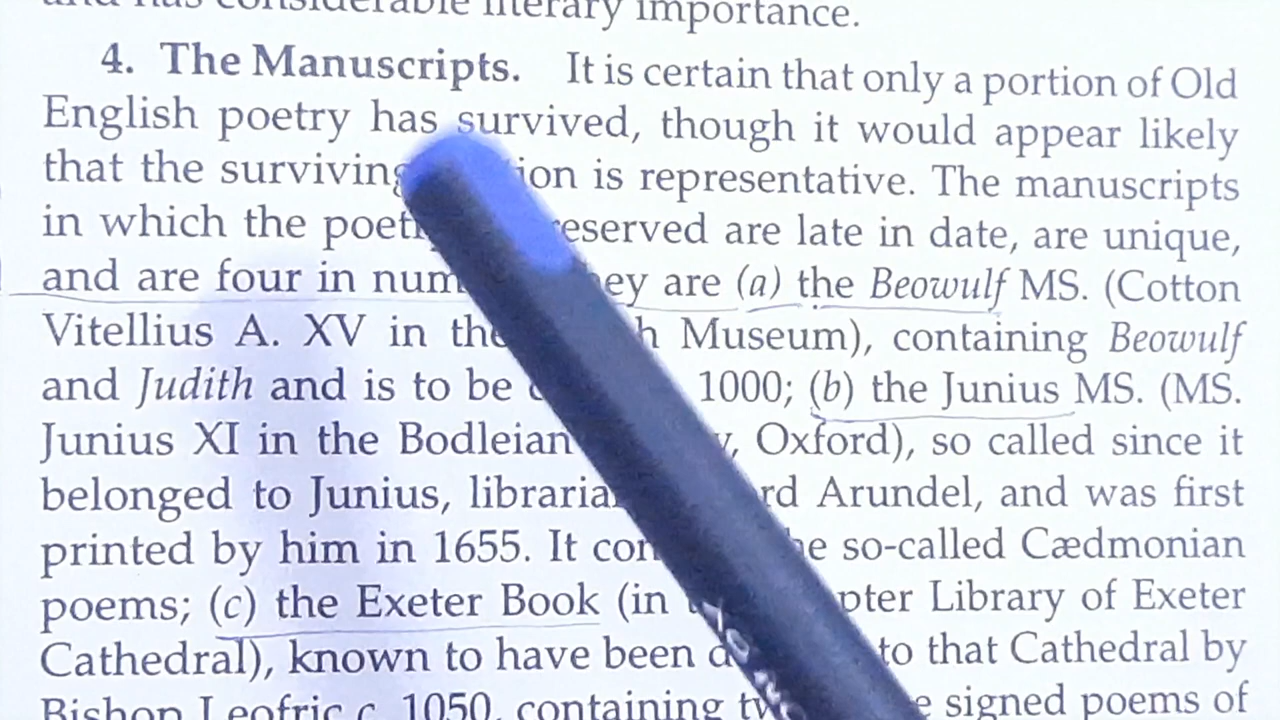 and has considerable literary importance.
4. The Manuscripts. It is certain that only a portion of Old
English poetry has survived, though it would appear likely
that the surviving ion is representative. The manuscripts
in which the poet eserved are late in date, are unique,
and are four in num ey are (a) the Beowulf MS. (Cotton
Vitellius A. XV in the h Museum), containing Beowulf
and Judith and is to be 1000; (b) the Junius MS. (MS.
Junius XI in the Bodleian y, Oxford), so called since it
belonged to Junius, libraria rd Arundel, and was first
printed by him in 1655. It con he so-called Cædmonian
poems; (c) the Exeter Book (in pter Library of Exeter
Cathedral), known to have been d to that Cathedral by
Bishop Leofric c. 1050, containing tw e signed poems of